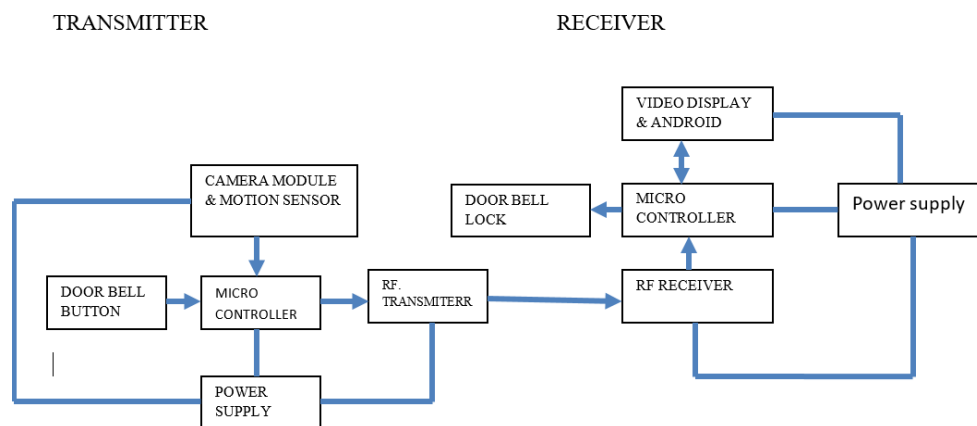 TRANSMITTER
RECEIVER
VIDEO DISPLAY
& ANDROID
CAMERA MODULE
& MOTION SENSOR
DOOR BELL
LOCK
MICRO
CONTROLLER
Power supply
DOOR BELL
BUTTON
MICRO
CONTROLLER
RF.
TRANSMITERR
RF RECEIVER
POWER
SUPPLY